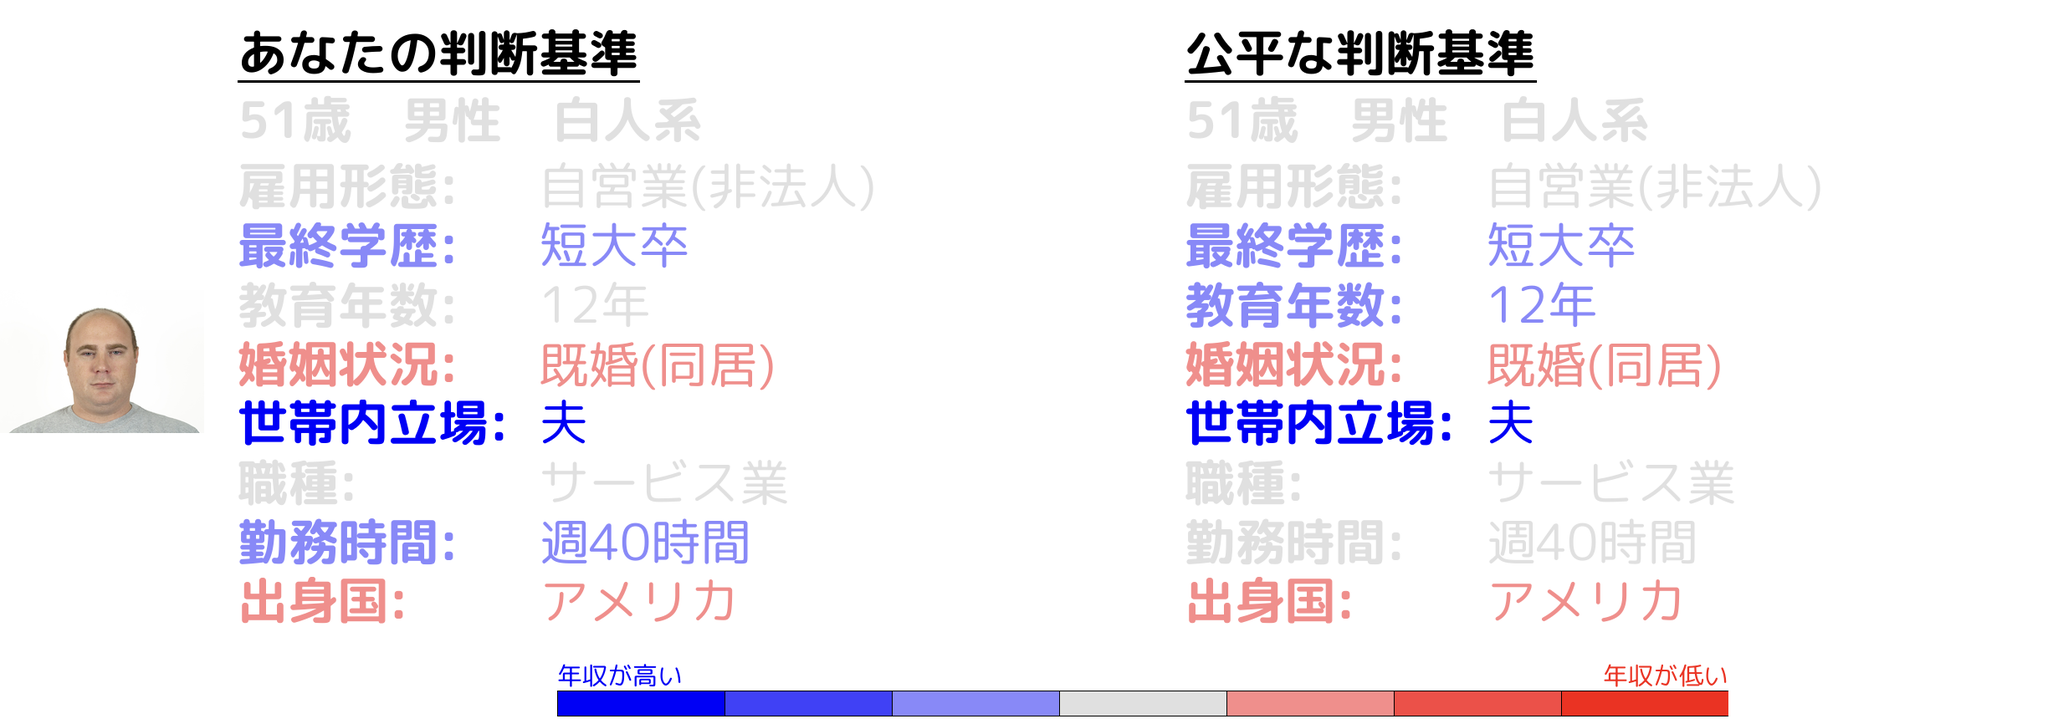 あなたの判断基準
51歳 男性 白人系
雇用形態: 自営業(非法人)
最終学歴: 短大卒
教育年数: 12年
婚姻状況: 既婚(同居)
世帯内立場: 夫
職種: サービス業
勤務時間: 週40時間
出身国: アメリカ
公平な判断基準
51歳 男性 白人系
雇用形態: 自営業(非法人)
最終学歴: 短大卒
教育年数: 12年
婚姻状況: 既婚(同居)
世帯内立場: 夫
職種: サービス業
勤務時間: 週40時間
出身国: アメリカ
年収が高い
年収が低い